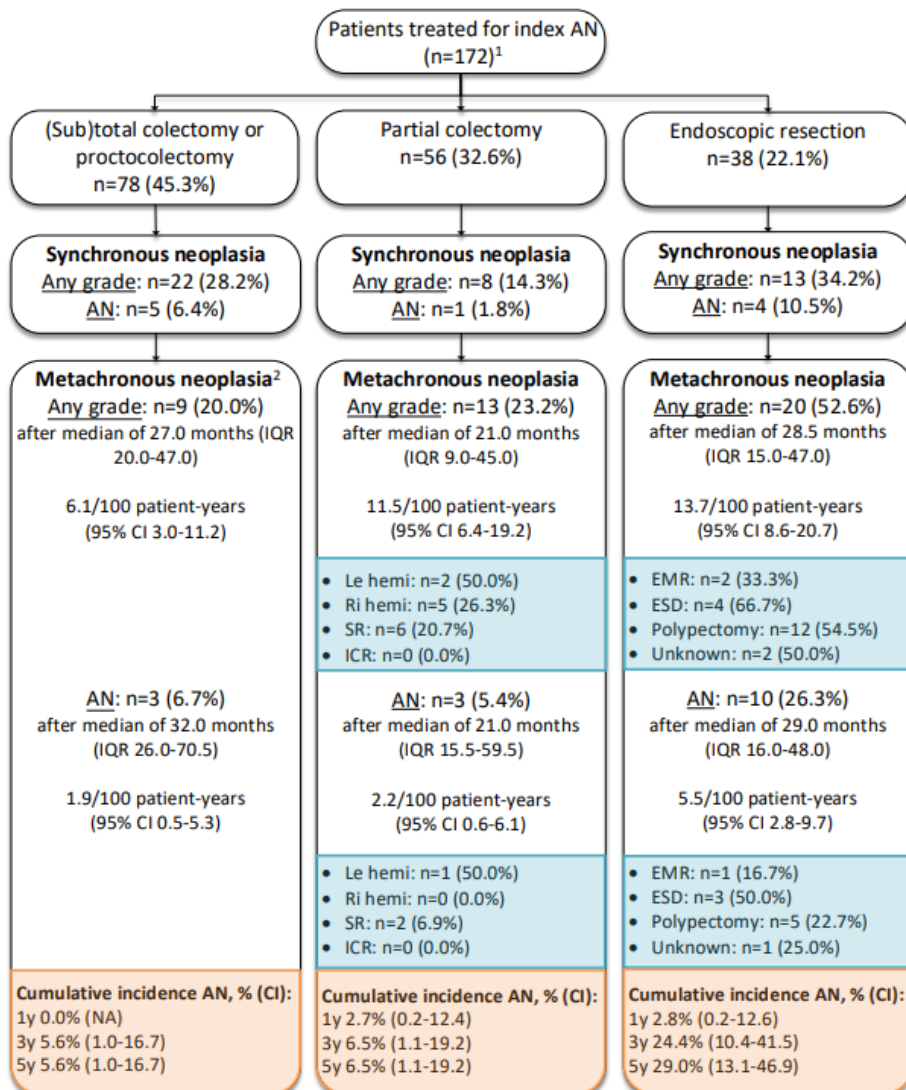 Patients treated for index AN
(n=172)1
(Sub)total colectomy or
proctocolectomy
n=78 (45.3%)
Partial colectomy
n=56 (32.6%)
Endoscopic resection
n=38 (22.1%)
Synchronous neoplasia
Any grade: n=22 (28.2%)
AN: n=5 (6.4%)
Synchronous neoplasia
Any grade: n=8 (14.3%)
AN: n=1 (1.8%)
Synchronous neoplasia
Any grade: n=13 (34.2%)
AN: n=4 (10.5%)
Metachronous neoplasia2
Any grade: n=9 (20.0%)
after median of 27.0 months (IQR
20.0-47.0)
6.1/100 patient-years
(95% CI 3.0-11.2)
AN: n=3 (6.7%)
after median of 32.0 months
(IQR 26.0-70.5)
1.9/100 patient-years
(95% CI 0.5-5.3)
Cumulative incidence AN, % (CI):
1y 0.0% (NA)
3y 5.6% (1.0-16.7)
5y 5.6% (1.0-16.7)
Metachronous neoplasia
Any grade: n=13 (23.2%)
after median of 21.0 months
(IQR 9.0-45.0)
11.5/100 patient-years
(95% CI 6.4-19.2)
• Le hemi: n=2 (50.0%)
• Ri hemi: n=5 (26.3%)
• SR: n=6 (20.7%)
• ICR: n=0 (0.0%)
AN: n=3 (5.4%)
after median of 21.0 months
(IQR 15.5-59.5)
2.2/100 patient-years
(95% CI 0.6-6.1)
• Le hemi: n=1 (50.0%)
• Ri hemi: n=0 (0.0%)
• SR: n=2 (6.9%)
• ICR: n=0 (0.0%)
Cumulative incidence AN, % (CI):
1y 2.7% (0.2-12.4)
3y 6.5% (1.1-19.2)
5y 6.5% (1.1-19.2)
Metachronous neoplasia
Any grade: n=20 (52.6%)
after median of 28.5 months
(IQR 15.0-47.0)
13.7/100 patient-years
(95% CI 8.6-20.7)
• EMR: n=2 (33.3%)
• ESD: n=4 (66.7%)
• Polypectomy: n=12 (54.5%)
• Unknown: n=2 (50.0%)
AN: n=10 (26.3%)
after median of 29.0 months
(IQR 16.0-48.0)
5.5/100 patient-years
(95% CI 2.8-9.7)
• EMR: n=1 (16.7%)
• ESD: n=3 (50.0%)
• Polypectomy: n=5 (22.7%)
• Unknown: n=1 (25.0%)
Cumulative incidence AN, % (CI):
1y 2.8% (0.2-12.6)
3y 24.4% (10.4-41.5)
5y 29.0% (13.1-46.9)